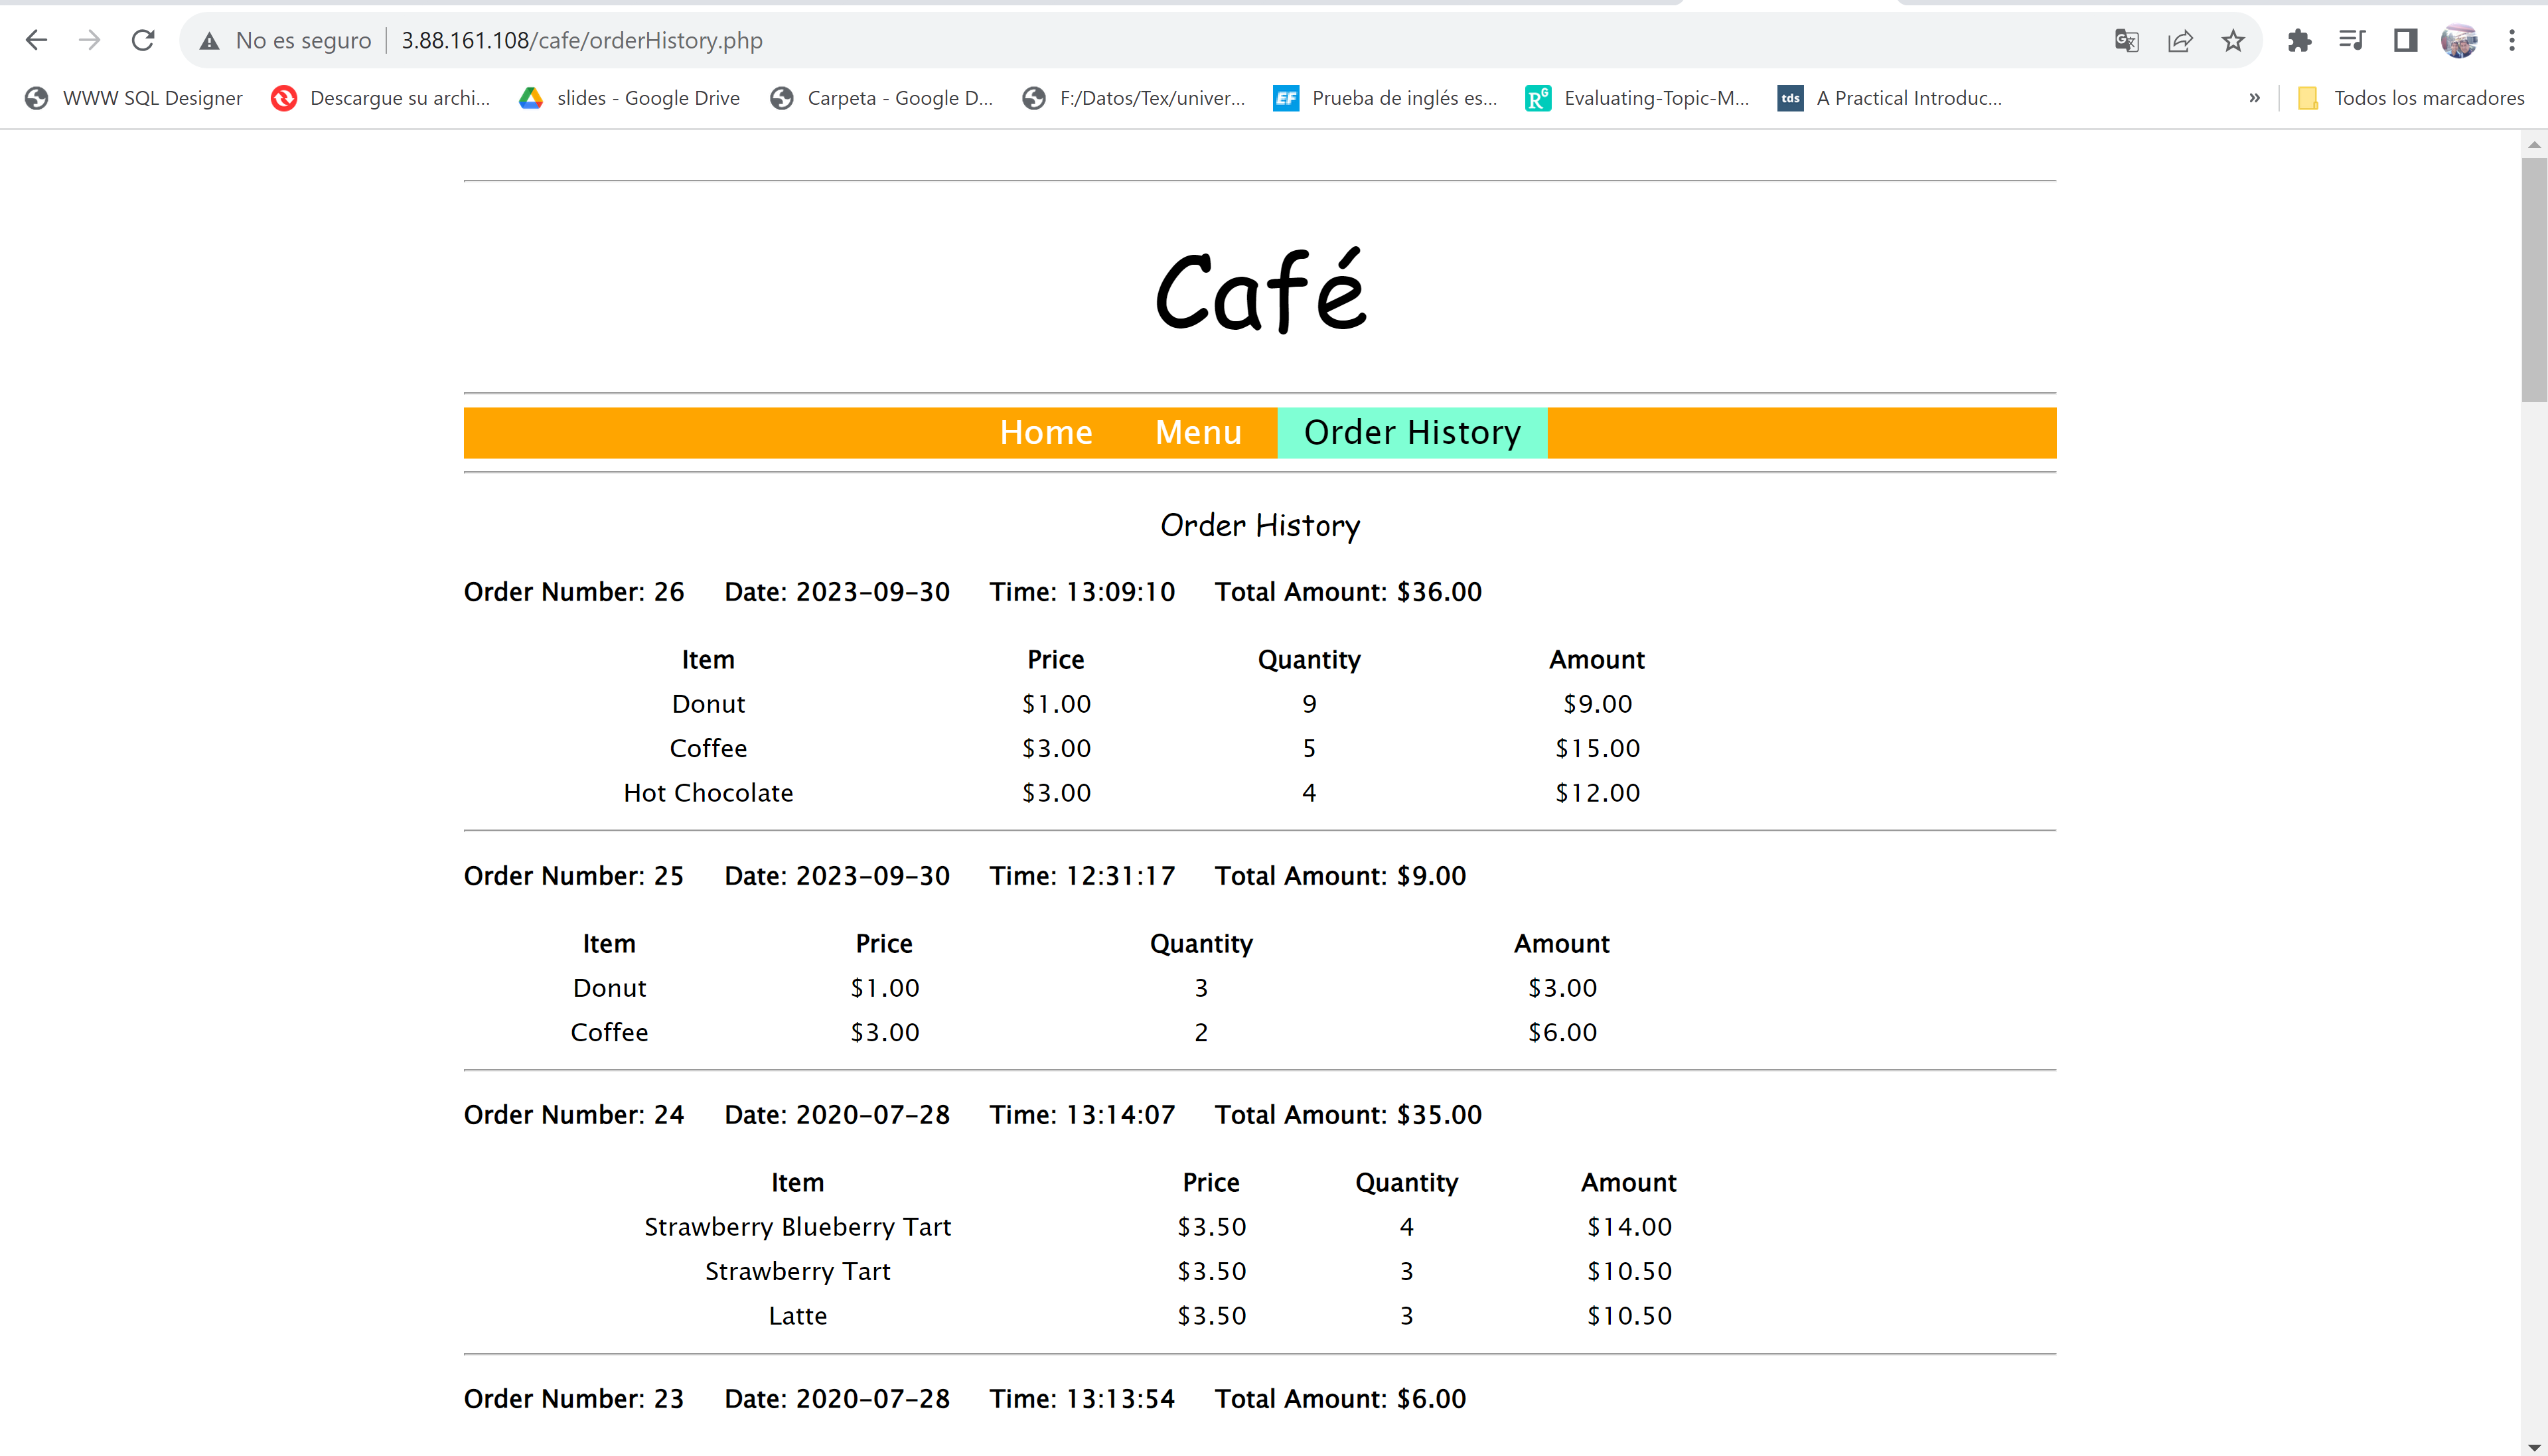 No es seguro 3.88.161.108/cafe/orderHistory.php
WWW SQL Designer Descargue su archi... slides - Google Drive Carpeta - Google D... F:/Datos/Tex/univer... EF Prueba de inglés es... RG Evaluating-Topic-M... tds A Practical Introduc... » Todos los marcadores
Café
Home Menu Order History
Order History
Order Number: 26 Date: 2023-09-30 Time: 13:09:10 Total Amount: $36.00
Item Price Quantity Amount
Donut $1.00 9 $9.00
Coffee $3.00 5 $15.00
Hot Chocolate $3.00 4 $12.00
Order Number: 25 Date: 2023-09-30 Time: 12:31:17 Total Amount: $9.00
Item Price Quantity Amount
Donut $1.00 3 $3.00
Coffee $3.00 2 $6.00
Order Number: 24 Date: 2020-07-28 Time: 13:14:07 Total Amount: $35.00
Item Price Quantity Amount
Strawberry Blueberry Tart $3.50 4 $14.00
Strawberry Tart $3.50 3 $10.50
Latte $3.50 3 $10.50
Order Number: 23 Date: 2020-07-28 Time: 13:13:54 Total Amount: $6.00